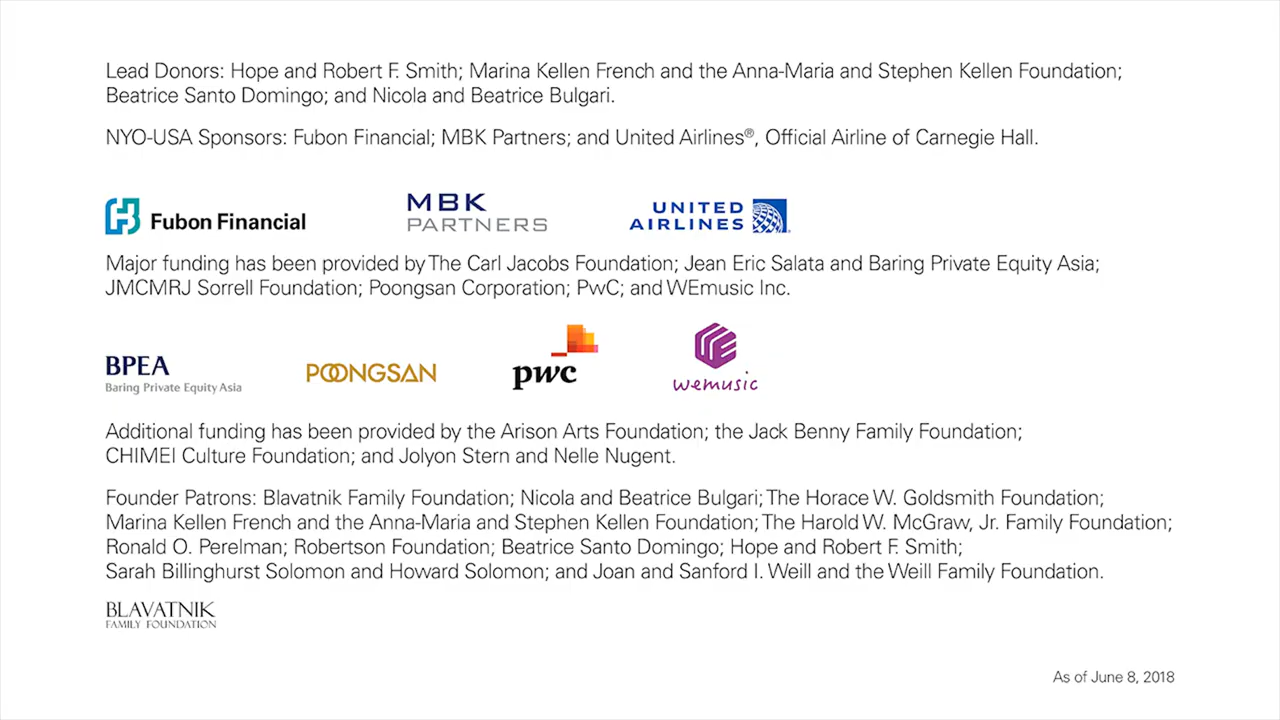 Lead Donors: Hope and Robert F. Smith; Marina Kellen French and the Anna-Maria and Stephen Kellen Foundation;
Beatrice Santo Domingo; and Nicola and Beatrice Bulgari.
NYO-USA Sponsors: Fubon Financial; MBK Partners; and United Airlines®, Official Airline of Carnegie Hall.
Fubon Financial
MBK
PARTNERS
UNITED
AIRLINES
Major funding has been provided by The Carl Jacobs Foundation; Jean Eric Salata and Baring Private Equity Asia;
JMCMRJ Sorrell Foundation; Poongsan Corporation; PwC; and WEmusic Inc.
BPEA
Baring Private Equity Asia
POONGSAN
pwc
wemusic
Additional funding has been provided by the Arison Arts Foundation; the Jack Benny Family Foundation;
CHIMEI Culture Foundation; and Jolyon Stern and Nelle Nugent.
Founder Patrons: Blavatnik Family Foundation; Nicola and Beatrice Bulgari; The Horace W. Goldsmith Foundation;
Marina Kellen French and the Anna-Maria and Stephen Kellen Foundation; The Harold W. McGraw, Jr. Family Foundation;
Ronald O. Perelman; Robertson Foundation; Beatrice Santo Domingo; Hope and Robert F. Smith;
Sarah Billinghurst Solomon and Howard Solomon; and Joan and Sanford I. Weill and the Weill Family Foundation.
BLAVATNIK
FAMILY FOUNDATION
As of June 8, 2018